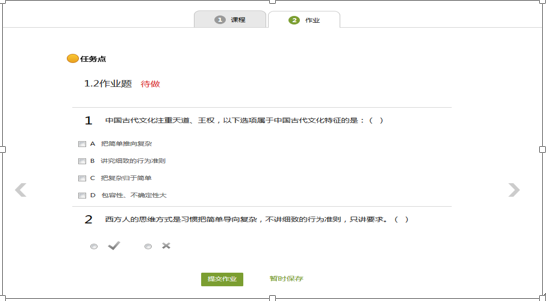 1 课程
2 作业
任务点
1.2作业题 待做
1 中国古代文化注重天道、王权，以下选项属于中国古代文化特征的是：（ ）
A 把简单推向复杂
B 讲究细致的行为准则
C 把复杂归于简单
D 包容性、不确定性大
2 西方人的思维方式是习惯把简单导向复杂，不讲细致的行为准则，只讲要求。（ ）
提交作业 暂时保存